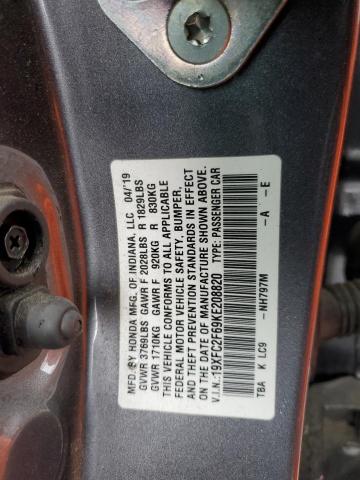 MFD. BY HONDA MFG. OF INDIANA, LLC 04/'19
GVWR 3769LBS GAWR F 2028LBS R 1829LBS
GVWR 1710KG GAWR F 920KG R 830KG
THIS VEHICLE CONFORMS TO ALL APPLICABLE
FEDERAL MOTOR VEHICLE SAFETY, BUMPER,
AND THEFT PREVENTION STANDARDS IN EFFECT
ON THE DATE OF MANUFACTURE SHOWN ABOVE.
V.I.N.:19XFC2F69KE208820 TYPE: PASSENGER CAR
TBA K LC9 -NH797M -A -E